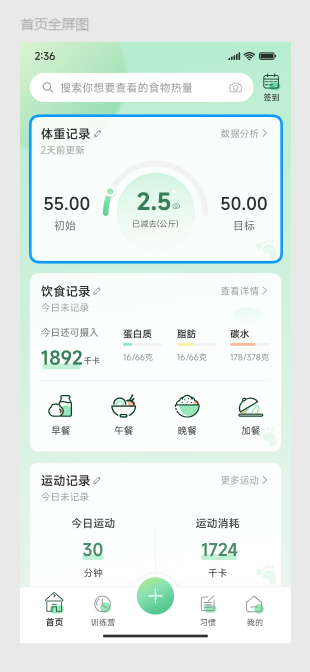 首页全屏图
2:36
搜索你想要查看的食物热量
签到
体重记录
数据分析
2天前更新
55.00
2.5
50.00
初始
已减去(公斤)
目标
饮食记录
查看详情
今日未记录
今日还可摄入
蛋白质
脂肪
碳水
1892千卡
16/66克
16/66克
178/378克
早餐
午餐
晚餐
加餐
运动记录
更多运动
今日未记录
今日运动
运动消耗
30
1724
分钟
千卡
首页
训练营
习惯
我的